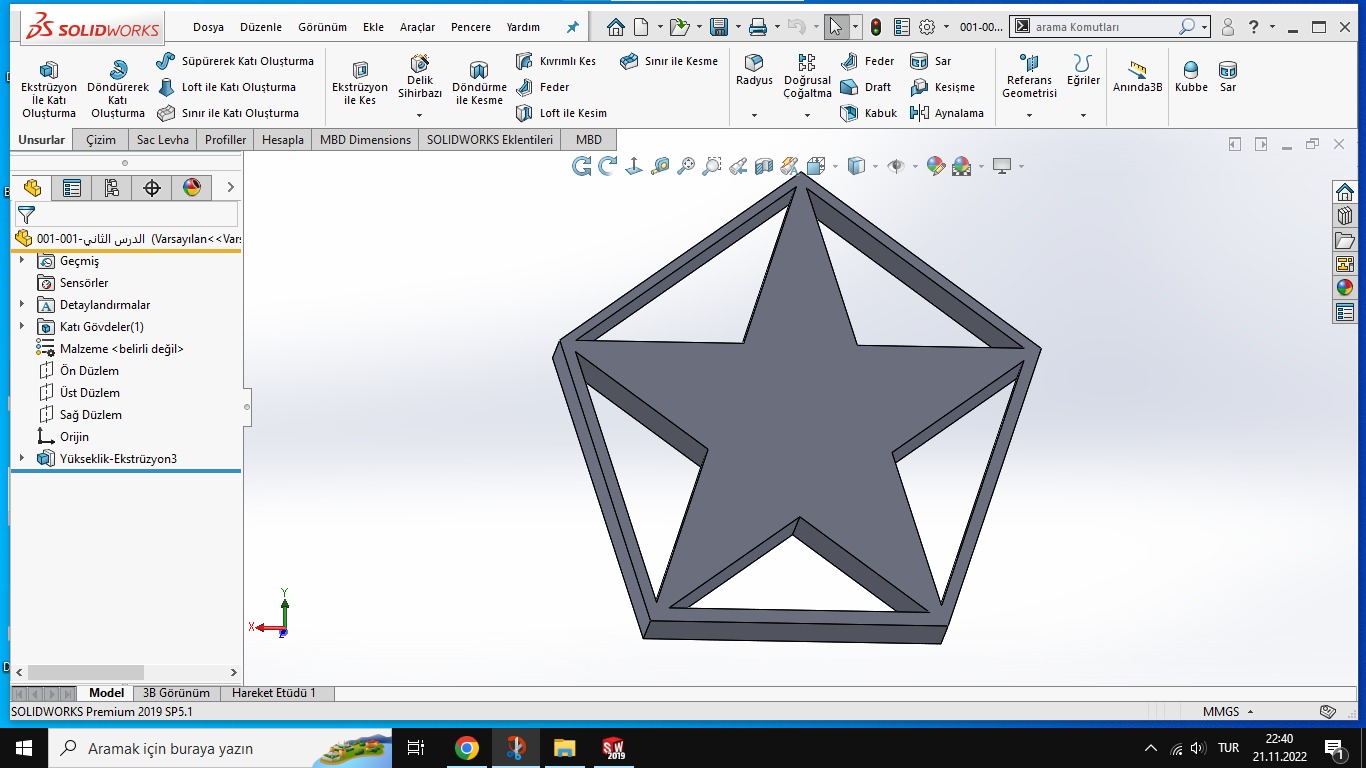 SOLIDWORKS
Dosya Düzenle Görünüm Ekle Araçlar Pencere Yardım
001-00...
arama Komutları
Ekstrüzyon ile Katı Oluşturma
Döndürerek Katı Oluşturma
Süpürerek Katı Oluşturma
Loft ile Katı Oluşturma
Sınır ile Katı Oluşturma
Ekstrüzyon ile Kes
Delik Sihirbazı
Döndürme ile Kesme
Kıvrımlı Kes
Feder
Loft ile Kesim
Sınır ile Kesme
Radyus
Doğrusal Çoğaltma
Feder
Draft
Kabuk
Sar
Kesişme
Aynalama
Referans Geometrisi
Eğriler
Anında3B
Kubbe
Sar
Unsurlar Çizim Sac Levha Profiller Hesapla MBD Dimensions SOLIDWORKS Eklentileri MBD
001-001-الدرس الثاني (Varsayılan<<Var
Geçmiş
Sensörler
A Detaylandırmalar
Katı Gövdeler(1)
Malzeme <belirli değil>
Ön Düzlem
Üst Düzlem
Sağ Düzlem
Orijin
Yükseklik-Ekstrüzyon3
Y
X
Z
Model 3B Görünüm Hareket Etüdü 1
SOLIDWORKS Premium 2019 SP5.1
MMGS
Aramak için buraya yazın
SW 2019
TUR
22:40
21.11.2022
1